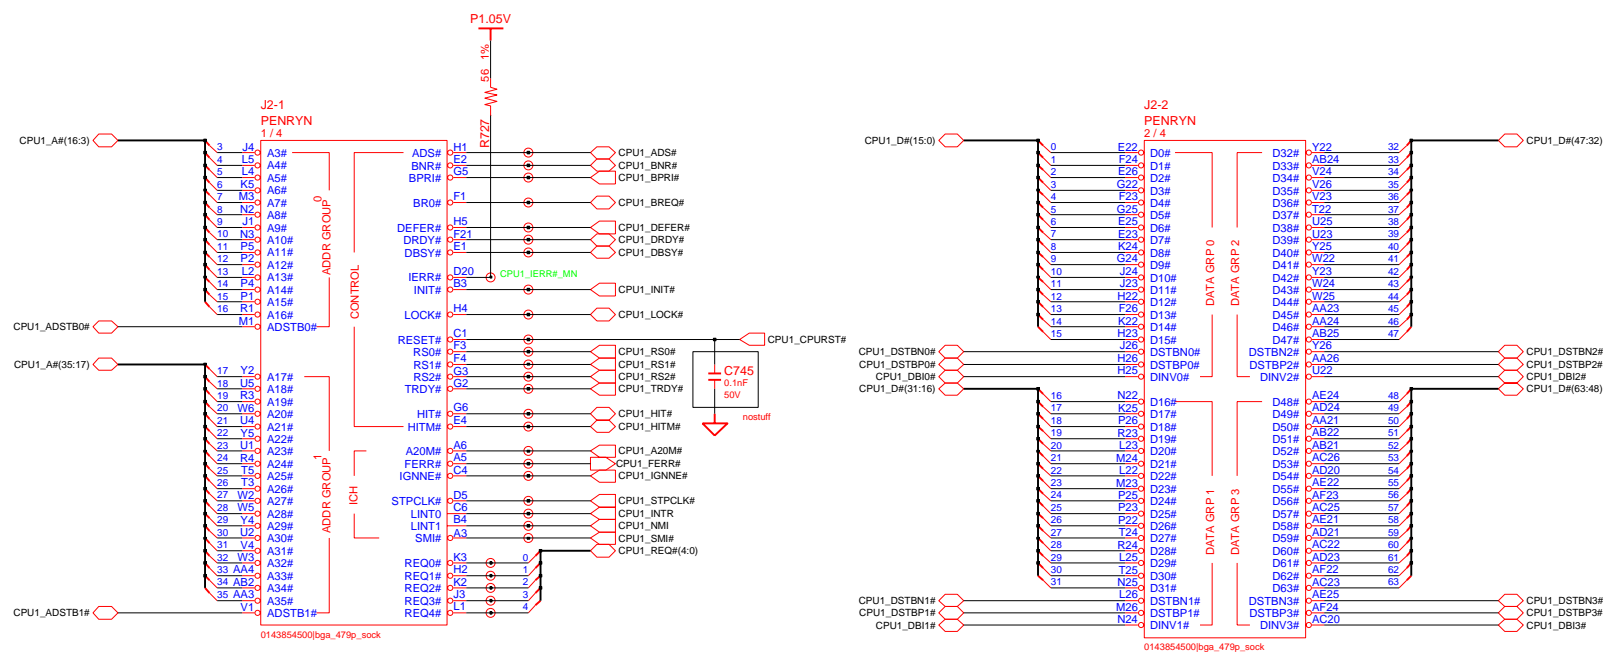 P1.05V
56 1%
R727
J2-1
PENRYN
1 / 4
CPU1_A#(16:3)
3 J4 A3#
4 L5 A4#
5 L4 A5#
6 K5 A6#
7 M3 A7#
8 N2 A8#
9 J1 A9#
10 N3 A10#
11 P5 A11#
12 P2 A12#
13 L2 A13#
14 P4 A14#
15 P1 A15#
16 R1 A16#
CPU1_ADSTB0# M1 ADSTB0#
ADDR GROUP 0
CPU1_A#(35:17)
17 Y2 A17#
18 U5 A18#
19 R3 A19#
20 W6 A20#
21 U4 A21#
22 Y5 A22#
23 U1 A23#
24 R4 A24#
25 T5 A25#
26 T3 A26#
27 W2 A27#
28 W5 A28#
29 Y4 A29#
30 U2 A30#
31 V4 A31#
32 W3 A32#
33 AA4 A33#
34 AB2 A34#
35 AA3 A35#
CPU1_ADSTB1# V1 ADSTB1#
ADDR GROUP 1
CONTROL
ICH
ADS# H1 CPU1_ADS#
BNR# E2 CPU1_BNR#
BPRI# G5 CPU1_BPRI#
BR0# F1 CPU1_BREQ#
DEFER# H5 CPU1_DEFER#
DRDY# F21 CPU1_DRDY#
DBSY# E1 CPU1_DBSY#
IERR# D20 CPU1_IERR#_MN
INIT# B3 CPU1_INIT#
LOCK# H4 CPU1_LOCK#
RESET# C1 CPU1_CPURST#
RS0# F3 CPU1_RS0#
RS1# F4 CPU1_RS1#
RS2# G3 CPU1_RS2#
TRDY# G2 CPU1_TRDY#
HIT# G6 CPU1_HIT#
HITM# E4 CPU1_HITM#
A20M# A6 CPU1_A20M#
FERR# A5 CPU1_FERR#
IGNNE# C4 CPU1_IGNNE#
STPCLK# D5 CPU1_STPCLK#
LINT0 C6 CPU1_INTR
LINT1 B4 CPU1_NMI
SMI# A3 CPU1_SMI#
CPU1_REQ#(4:0)
REQ0# K3 0
REQ1# H2 1
REQ2# K2 2
REQ3# J3 3
REQ4# L1 4
C745
0.1nF
50V
nostuff
0143854500|bga_479p_sock
J2-2
PENRYN
2 / 4
CPU1_D#(15:0)
CPU1_D#(47:32)
0 E22 D0# D32# Y22 32
1 F24 D1# D33# AB24 33
2 E26 D2# D34# V24 34
3 G22 D3# D35# V26 35
4 F23 D4# D36# V23 36
5 G25 D5# D37# T22 37
6 E25 D6# D38# U25 38
7 E23 D7# D39# U23 39
8 K24 D8# D40# Y25 40
9 G24 D9# D41# W22 41
10 J24 D10# D42# Y23 42
11 J23 D11# D43# W24 43
12 H22 D12# D44# W25 44
13 F26 D13# D45# AA23 45
14 K22 D14# D46# AA24 46
15 H23 D15# D47# AB25 47
CPU1_DSTBN0# J26 DSTBN0# DSTBN2# Y26 CPU1_DSTBN2#
CPU1_DSTBP0# H26 DSTBP0# DSTBP2# AA26 CPU1_DSTBP2#
CPU1_DBI0# H25 DINV0# DINV2# U22 CPU1_DBI2#
DATA GRP 0
DATA GRP 2
CPU1_D#(31:16)
CPU1_D#(63:48)
16 N22 D16# D48# AE24 48
17 K25 D17# D49# AD24 49
18 P26 D18# D50# AA21 50
19 R23 D19# D51# AB22 51
20 L23 D20# D52# AB21 52
21 M24 D21# D53# AC26 53
22 L22 D22# D54# AD20 54
23 M23 D23# D55# AE22 55
24 P25 D24# D56# AF23 56
25 P23 D25# D57# AC25 57
26 P22 D26# D58# AE21 58
27 T24 D27# D59# AD21 59
28 R24 D28# D60# AC22 60
29 L25 D29# D61# AD23 61
30 T25 D30# D62# AF22 62
31 N25 D31# D63# AC23 63
CPU1_DSTBN1# L26 DSTBN1# DSTBN3# AE25 CPU1_DSTBN3#
CPU1_DSTBP1# M26 DSTBP1# DSTBP3# AF24 CPU1_DSTBP3#
CPU1_DBI1# N24 DINV1# DINV3# AC20 CPU1_DBI3#
DATA GRP 1
DATA GRP 3
0143854500|bga_479p_sock